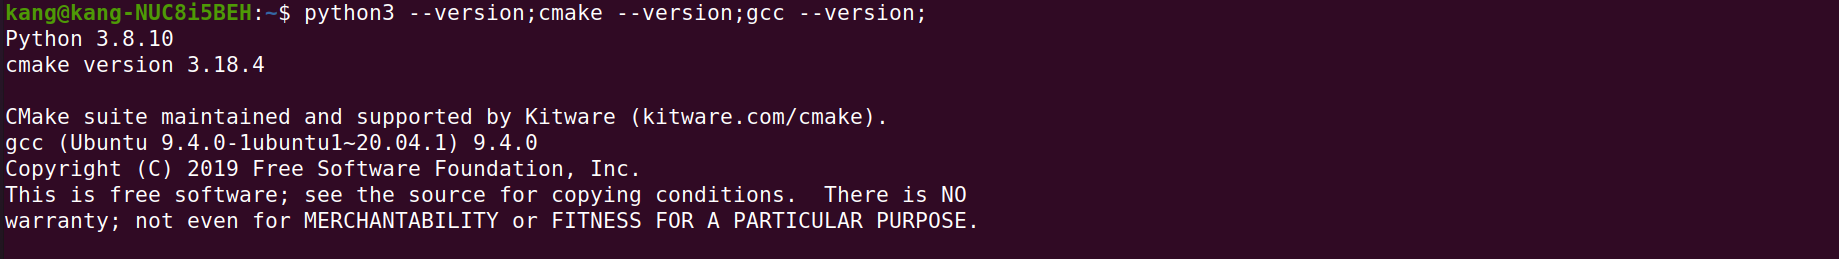 kang@kang-NUC8i5BEH:~$ python3 --version;cmake --version;gcc --version;
Python 3.8.10
cmake version 3.18.4
CMake suite maintained and supported by Kitware (kitware.com/cmake).
gcc (Ubuntu 9.4.0-1ubuntu1~20.04.1) 9.4.0
Copyright (C) 2019 Free Software Foundation, Inc.
This is free software; see the source for copying conditions.  There is NO
warranty; not even for MERCHANTABILITY or FITNESS FOR A PARTICULAR PURPOSE.